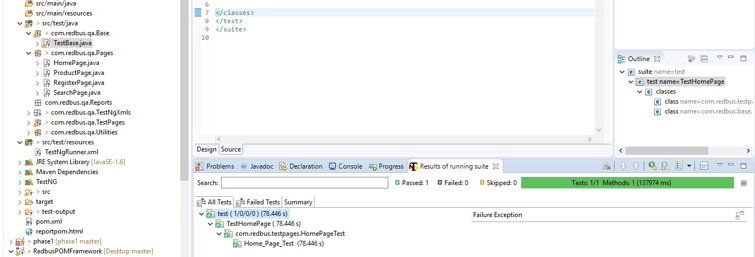 src/main/java
src/main/resources
src/test/java
com.redbus.qa.Base
TestBase.java
com.redbus.qa.Pages
HomePage.java
ProductPage.java
RegisterPage.java
SearchPage.java
com.redbus.qa.Reports
com.redbus.qa.TestNgXmls
com.redbus.qa.TestPages
com.redbus.qa.Utilities
src/test/resources
TestNgRunner.xml
JRE System Library [JavaSE-1.6]
Maven Dependencies
TestNG
src
target
test-output
pom.xml
reportpom.html
phase1 [phase1 master]
RedbusPOMFramework [Desktop master]
6
7 </classes>
8 </test>
9 </suite>
10
Design Source
Outline
suite name=test
test name=TestHomePage
classes
class name=com.redbus.testp
class name=com.redbus.base.
Problems Javadoc Declaration Console Progress Results of running suite
Search: Passed: 1 Failed: 0 Skipped: 0 Tests: 1/1 Methods: 1 (137974 ms)
All Tests Failed Tests Summary
test ( 1/0/0/0 ) (78.446 s) Failure Exception
TestHomePage ( 78.446 s)
com.redbus.testpages.HomePageTest
Home_Page_Test (78.446 s)